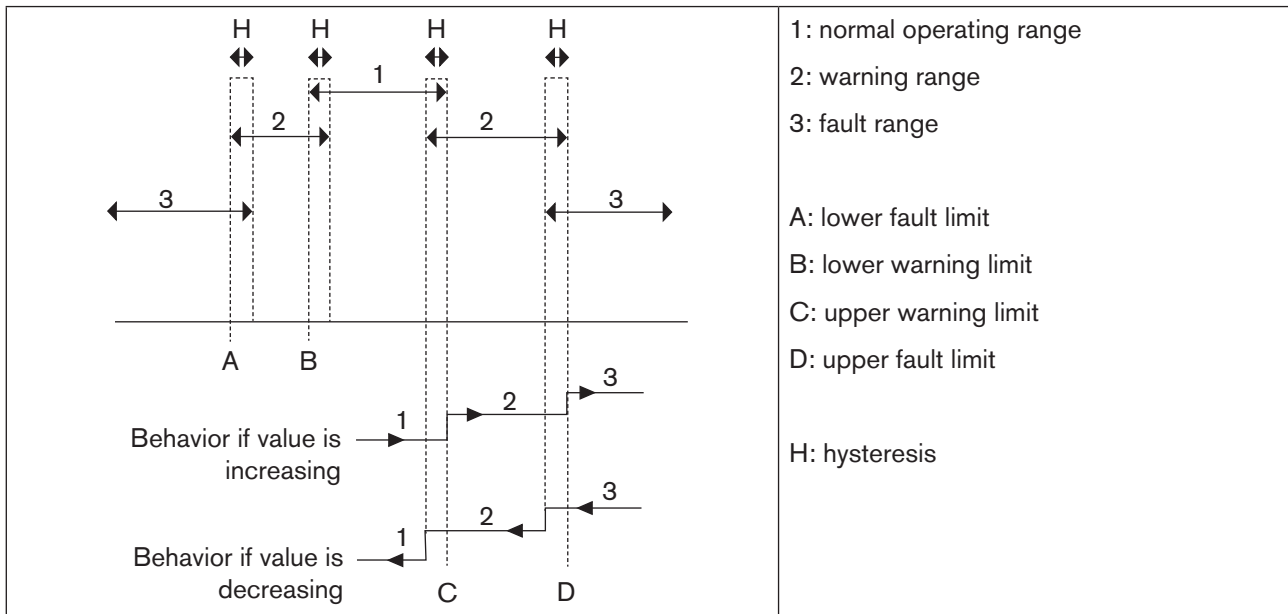 H H H H
1
2 2
3 3
A B
3
2
1
Behavior if value is
increasing
3
2
1
Behavior if value is
decreasing
C D
1: normal operating range
2: warning range
3: fault range
A: lower fault limit
B: lower warning limit
C: upper warning limit
D: upper fault limit
H: hysteresis